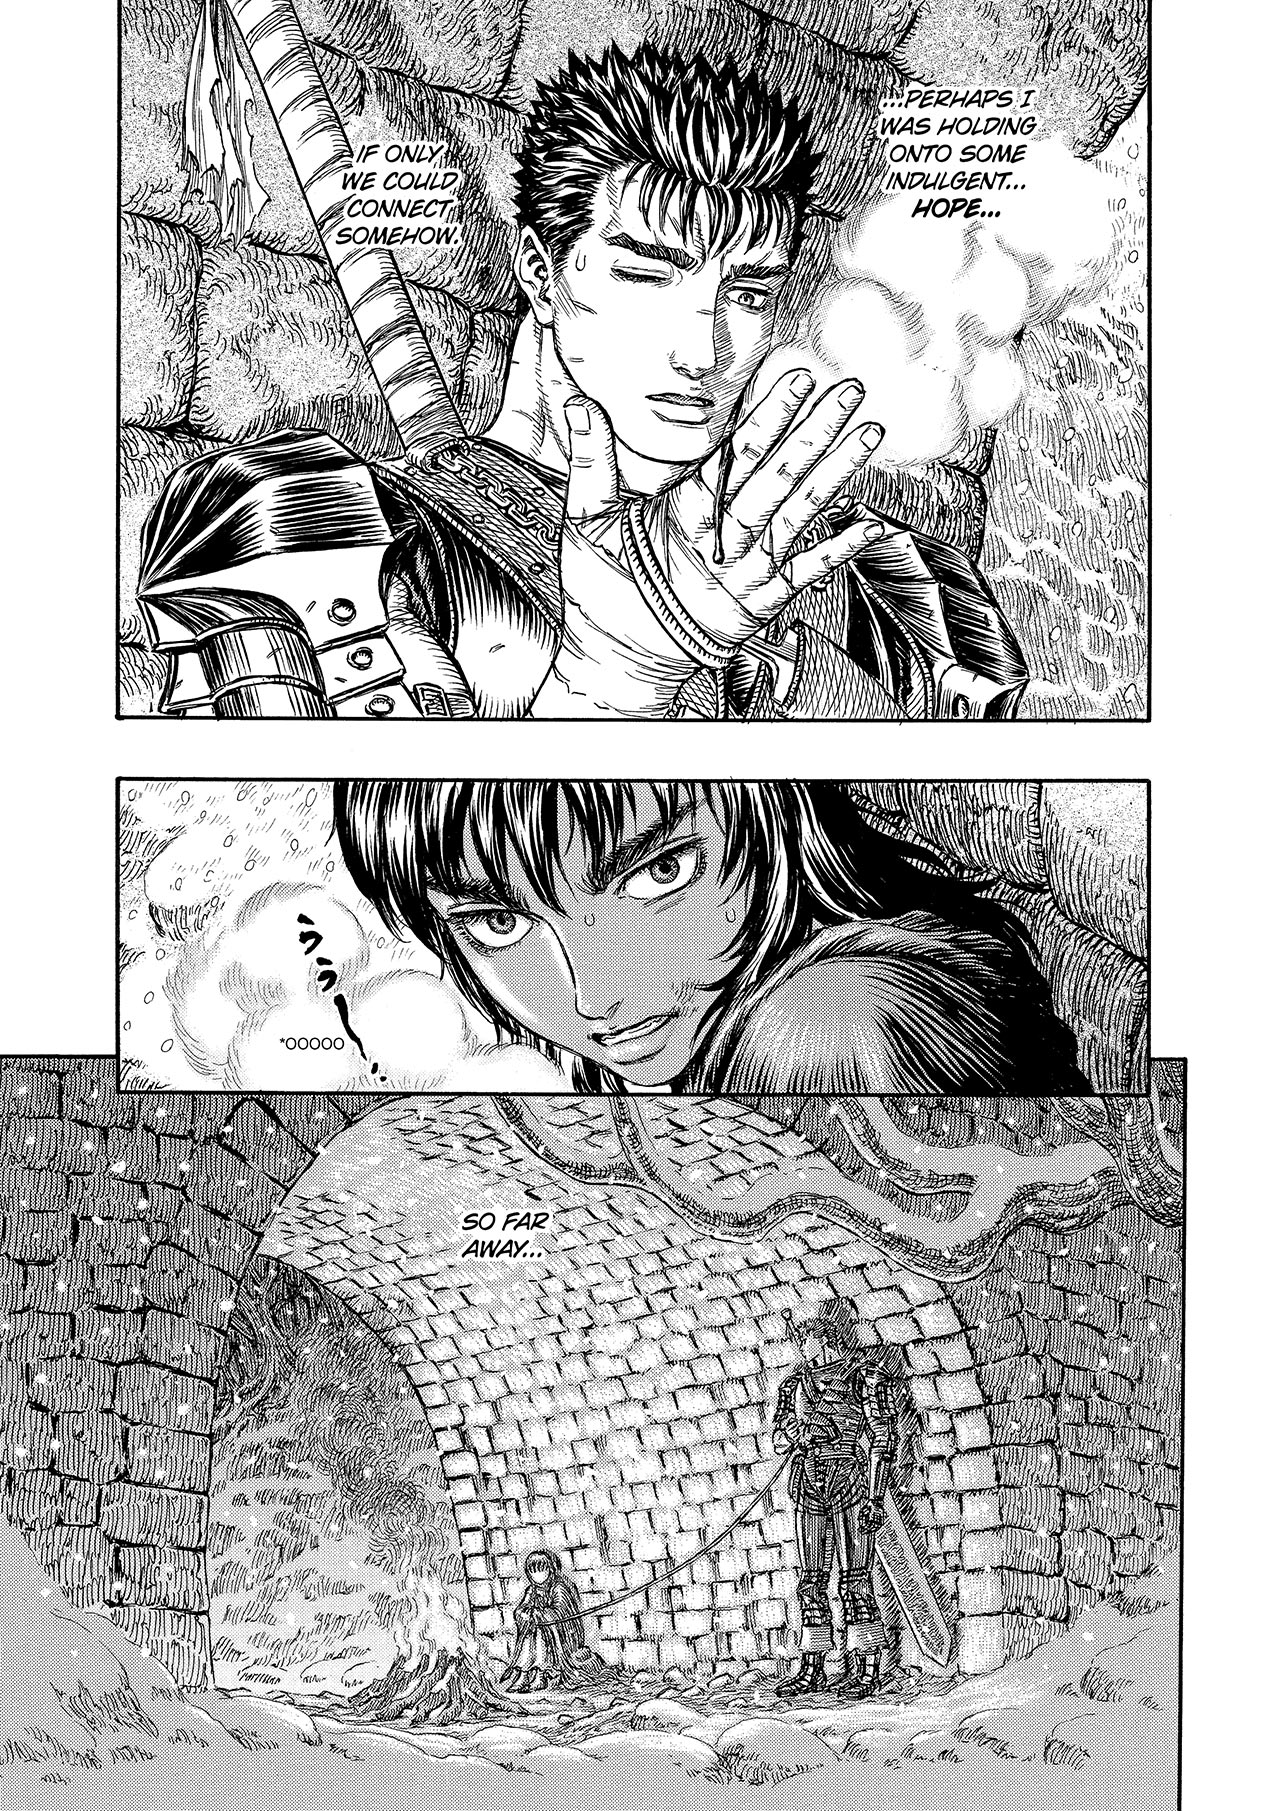 ...PERHAPS I
WAS HOLDING
ONTO SOME
INDULGENT...
HOPE...
IF ONLY
WE COULD
CONNECT
SOMEHOW.
ウウー...
*OOOOO
SO FAR
AWAY...